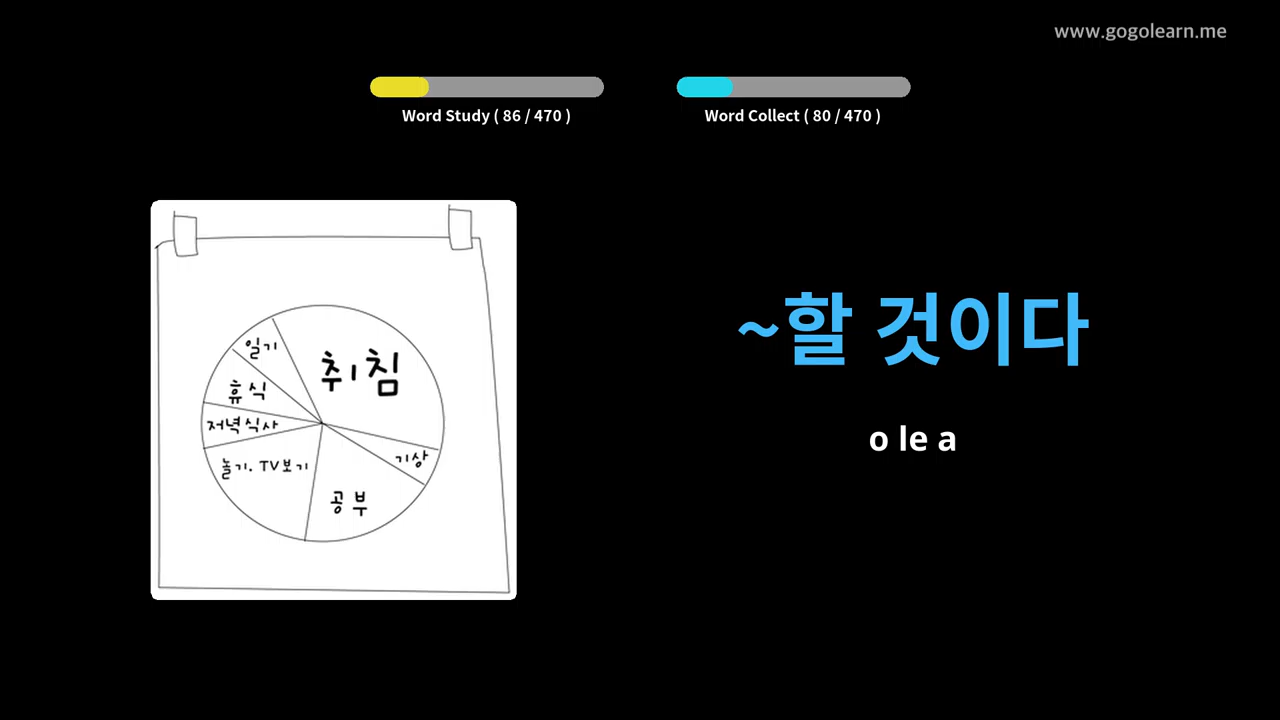 www.gogolearn.me
Word Study ( 86 / 470 )
Word Collect ( 80 / 470 )
일기
취침
휴식
저녁식사
놀기. TV보기
기상
공부
~할 것이다
o le a